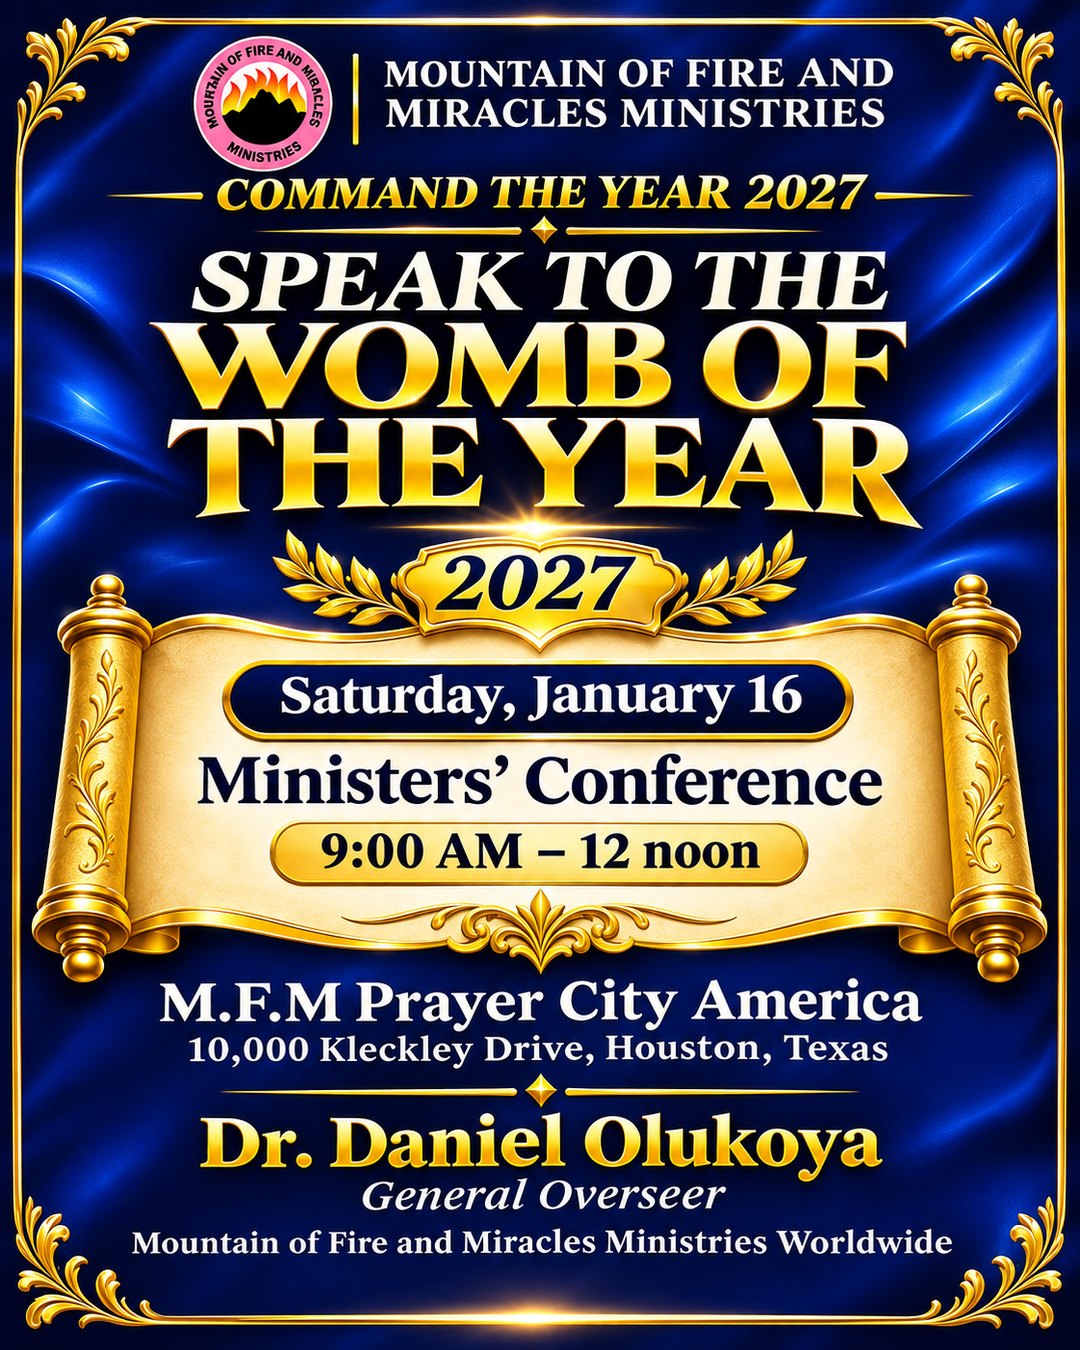 MOUNTAIN OF FIRE AND MIRACLES
MINISTRIES
MOUNTAIN OF FIRE AND
MIRACLES MINISTRIES
COMMAND THE YEAR 2027
SPEAK TO THE
WOMB OF
THE YEAR
2027
Saturday, January 16
Ministers’ Conference
9:00 AM – 12 noon
M.F.M Prayer City America
10,000 Kleckley Drive, Houston, Texas
Dr. Daniel Olukoya
General Overseer
Mountain of Fire and Miracles Ministries Worldwide